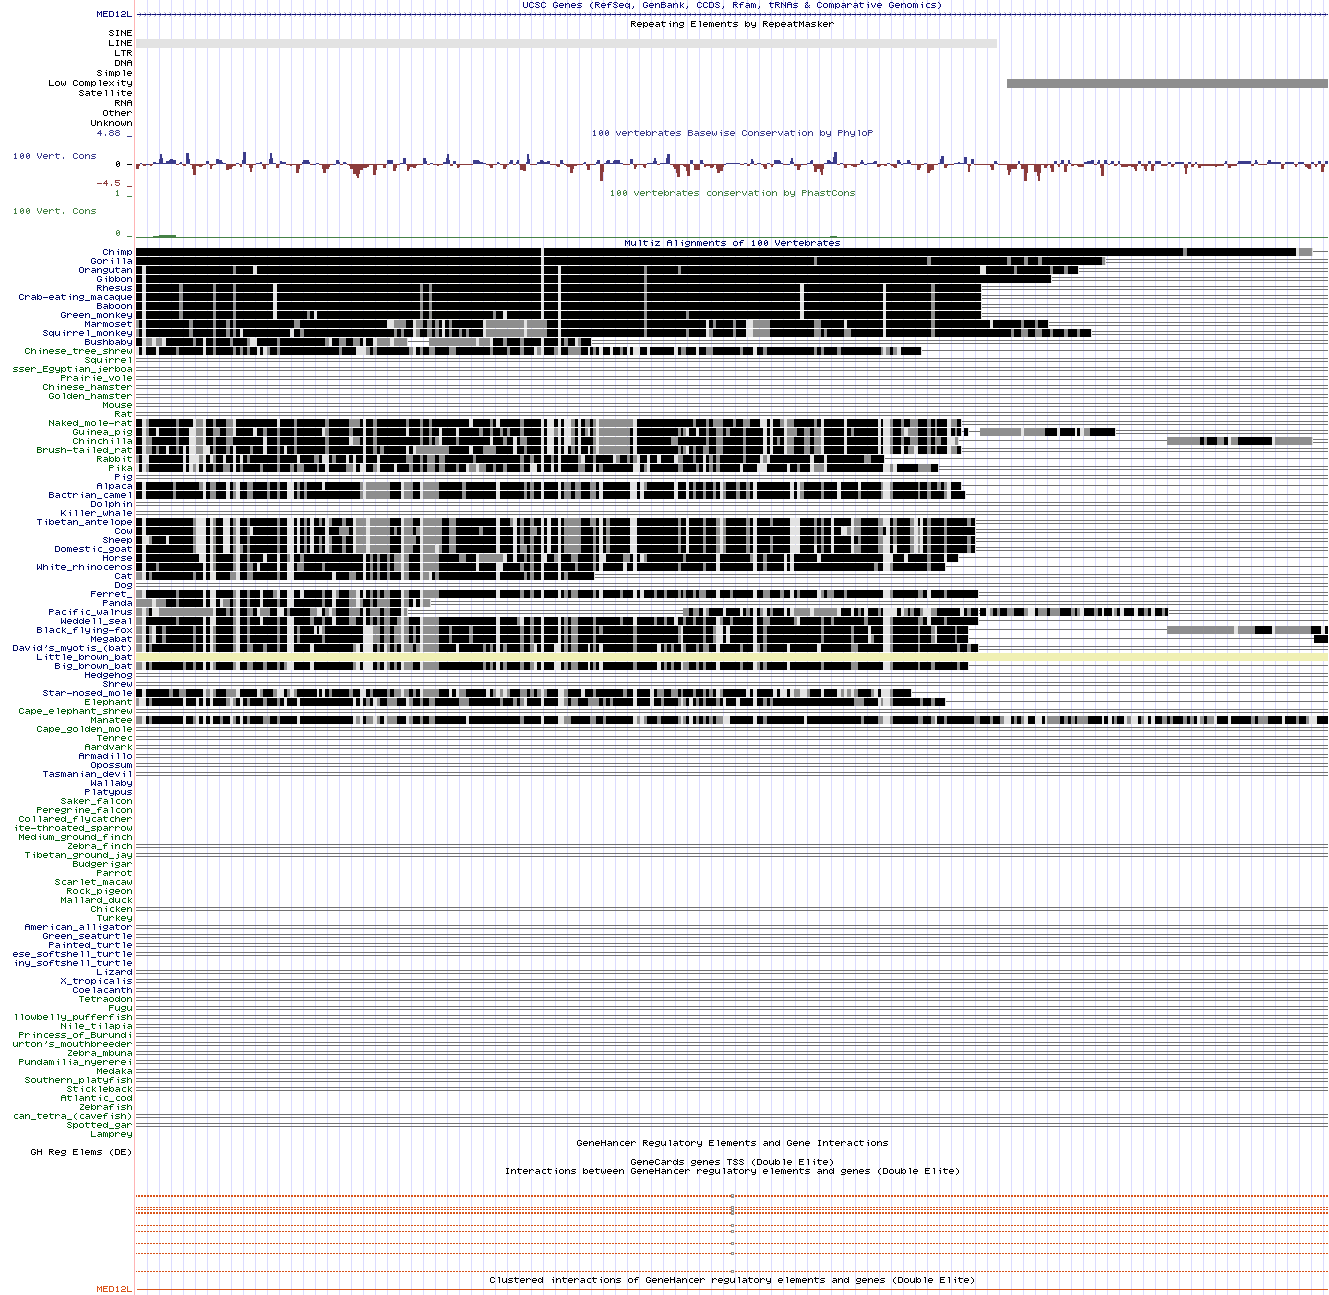 UCSC Genes (RefSeq, GenBank, CCDS, Rfam, tRNAs & Comparative Genomics)
MED12L
Repeating Elements by RepeatMasker
SINE
LINE
LTR
DNA
Simple
Low Complexity
Satellite
RNA
Other
Unknown
4.88 _
100 vertebrates Basewise Conservation by PhyloP
100 Vert. Cons
0 _
-4.5 _
100 vertebrates conservation by PhastCons
1 _
100 Vert. Cons
0 _
Multiz Alignments of 100 Vertebrates
Chimp
Gorilla
Orangutan
Gibbon
Rhesus
Crab-eating_macaque
Baboon
Green_monkey
Marmoset
Squirrel_monkey
Bushbaby
Chinese_tree_shrew
Squirrel
sser_Egyptian_jerboa
Prairie_vole
Chinese_hamster
Golden_hamster
Mouse
Rat
Naked_mole-rat
Guinea_pig
Chinchilla
Brush-tailed_rat
Rabbit
Pika
Pig
Alpaca
Bactrian_camel
Dolphin
Killer_whale
Tibetan_antelope
Cow
Sheep
Domestic_goat
Horse
White_rhinoceros
Cat
Dog
Ferret_
Panda
Pacific_walrus
Weddell_seal
Black_flying-fox
Megabat
David's_myotis_(bat)
Little_brown_bat
Big_brown_bat
Hedgehog
Shrew
Star-nosed_mole
Elephant
Cape_elephant_shrew
Manatee
Cape_golden_mole
Tenrec
Aardvark
Armadillo
Opossum
Tasmanian_devil
Wallaby
Platypus
Saker_falcon
Peregrine_falcon
Collared_flycatcher
ite-throated_sparrow
Medium_ground_finch
Zebra_finch
Tibetan_ground_jay
Budgerigar
Parrot
Scarlet_macaw
Rock_pigeon
Mallard_duck
Chicken
Turkey
American_alligator
Green_seaturtle
Painted_turtle
ese_softshell_turtle
iny_softshell_turtle
Lizard
X_tropicalis
Coelacanth
Tetraodon
Fugu
llowbelly_pufferfish
Nile_tilapia
Princess_of_Burundi
urton's_mouthbreeder
Zebra_mbuna
Pundamilia_nyererei
Medaka
Southern_platyfish
Stickleback
Atlantic_cod
Zebrafish
can_tetra_(cavefish)
Spotted_gar
Lamprey
GeneHancer Regulatory Elements and Gene Interactions
GH Reg Elems (DE)
GeneCards genes TSS (Double Elite)
Interactions between GeneHancer regulatory elements and genes (Double Elite)
Clustered interactions of GeneHancer regulatory elements and genes (Double Elite)
MED12L